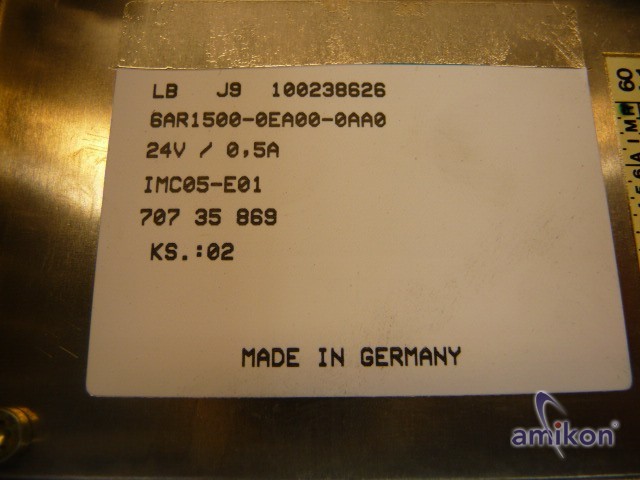 LB J9 100238626
6AR1500-0EA00-0AA0
24V / 0,5A
IMC05-E01
707 35 869
KS.:02
MADE IN GERMANY
60
amikon